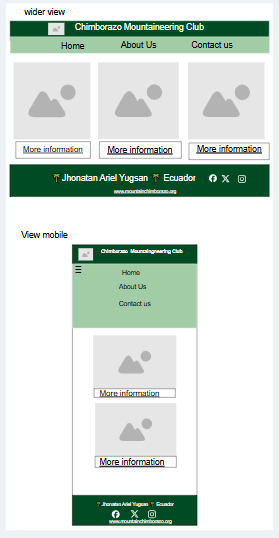 wider view
Chimborazo Mountaineering Club
Home About Us Contact us
More information More information More information
Jhonatan Ariel Yugsan Ecuador
www.mountainchimborazo.org
View mobile
Chimborazo Mountaingneering Club
Home
About Us
Contact us
More information
More information
Jhonatan Ariel Yugsan Ecuador
www.mountainchimborazo.org